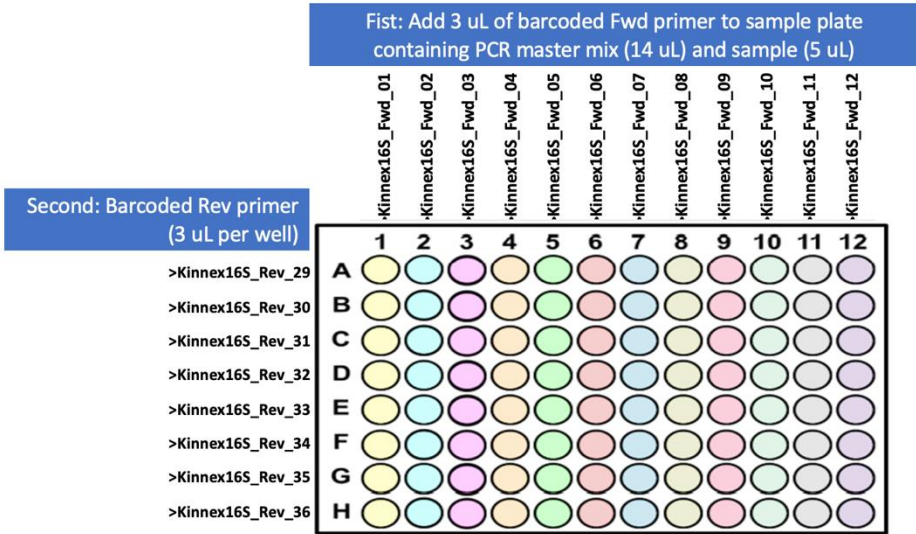 Fist: Add 3 uL of barcoded Fwd primer to sample plate
containing PCR master mix (14 uL) and sample (5 uL)
>Kinnex16S_Fwd_01
>Kinnex16S_Fwd_02
>Kinnex16S_Fwd_03
>Kinnex16S_Fwd_04
>Kinnex16S_Fwd_05
>Kinnex16S_Fwd_06
>Kinnex16S_Fwd_07
>Kinnex16S_Fwd_08
>Kinnex16S_Fwd_09
>Kinnex16S_Fwd_10
>Kinnex16S_Fwd_11
>Kinnex16S_Fwd_12
Second: Barcoded Rev primer
(3 uL per well)
1 2 3 4 5 6 7 8 9 10 11 12
>Kinnex16S_Rev_29 A
>Kinnex16S_Rev_30 B
>Kinnex16S_Rev_31 C
>Kinnex16S_Rev_32 D
>Kinnex16S_Rev_33 E
>Kinnex16S_Rev_34 F
>Kinnex16S_Rev_35 G
>Kinnex16S_Rev_36 H